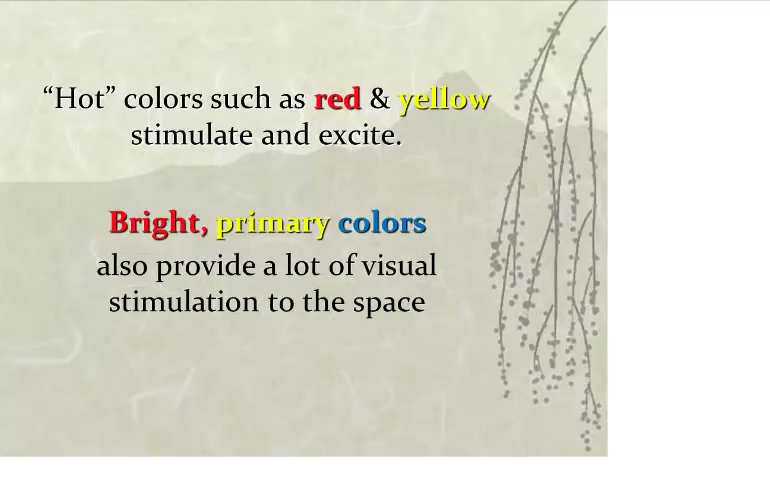 “Hot” colors such as red & yellow
stimulate and excite.
Bright, primary colors
also provide a lot of visual
stimulation to the space